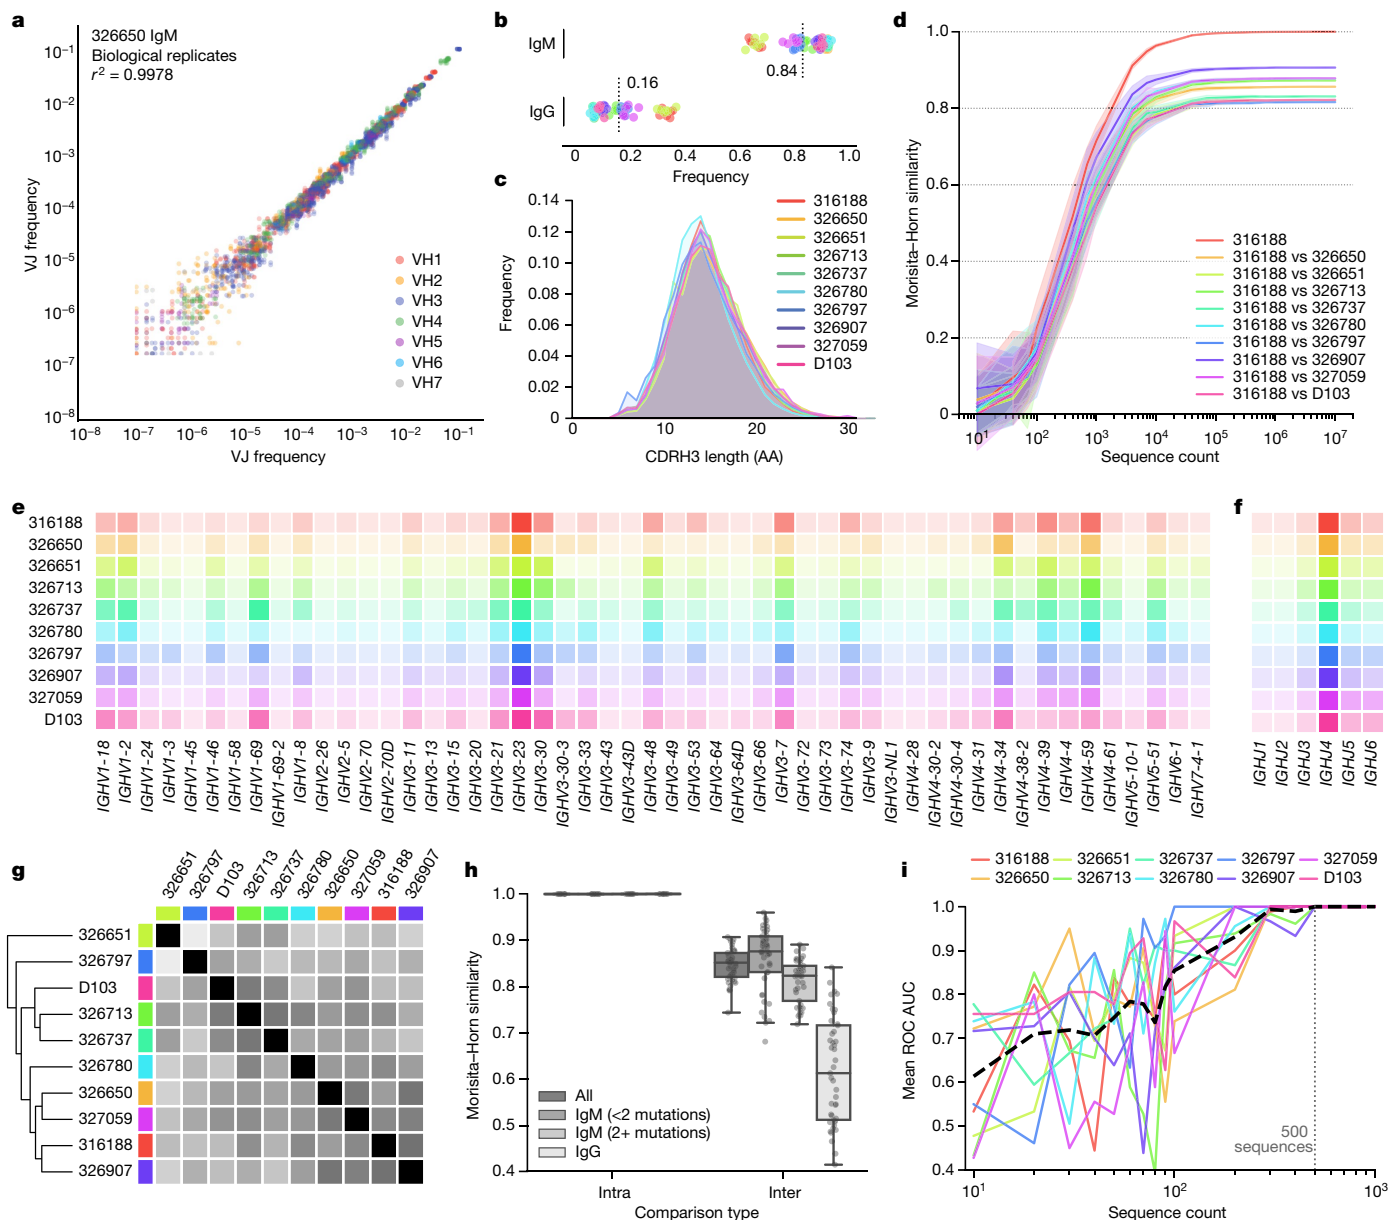 a
326650 IgM
Biological replicates
r² = 0.9978
VJ frequency
10⁻¹
10⁻²
10⁻³
10⁻⁴
10⁻⁵
10⁻⁶
10⁻⁷
10⁻⁸
VH1
VH2
VH3
VH4
VH5
VH6
VH7
10⁻⁸ 10⁻⁷ 10⁻⁶ 10⁻⁵ 10⁻⁴ 10⁻³ 10⁻² 10⁻¹
VJ frequency
b
IgM
0.84
0.16
IgG
0 0.2 0.4 0.6 0.8 1.0
Frequency
c
Frequency
0.14
0.12
0.10
0.08
0.06
0.04
0.02
0
316188
326650
326651
326713
326737
326780
326797
326907
327059
D103
0 10 20 30
CDRH3 length (AA)
d
Morisita–Horn similarity
1.0
0.8
0.6
0.4
0.2
0
316188
316188 vs 326650
316188 vs 326651
316188 vs 326713
316188 vs 326737
316188 vs 326780
316188 vs 326797
316188 vs 326907
316188 vs 327059
316188 vs D103
10¹ 10² 10³ 10⁴ 10⁵ 10⁶ 10⁷
Sequence count
e
316188
326650
326651
326713
326737
326780
326797
326907
327059
D103
IGHV1-18
IGHV1-2
IGHV1-24
IGHV1-3
IGHV1-45
IGHV1-46
IGHV1-58
IGHV1-69
IGHV1-69-2
IGHV1-8
IGHV2-26
IGHV2-5
IGHV2-70
IGHV2-70D
IGHV3-11
IGHV3-13
IGHV3-15
IGHV3-20
IGHV3-21
IGHV3-23
IGHV3-30
IGHV3-30-3
IGHV3-33
IGHV3-43
IGHV3-43D
IGHV3-48
IGHV3-49
IGHV3-53
IGHV3-64
IGHV3-64D
IGHV3-66
IGHV3-7
IGHV3-72
IGHV3-73
IGHV3-74
IGHV3-9
IGHV3-NL1
IGHV4-28
IGHV4-30-2
IGHV4-30-4
IGHV4-31
IGHV4-34
IGHV4-38-2
IGHV4-39
IGHV4-4
IGHV4-59
IGHV4-61
IGHV5-10-1
IGHV5-51
IGHV6-1
IGHV7-4-1
f
IGHJ1
IGHJ2
IGHJ3
IGHJ4
IGHJ5
IGHJ6
g
326651
326797
D103
326713
326737
326780
326650
327059
316188
326907
326651
326797
D103
326713
326737
326780
326650
327059
316188
326907
h
Morisita–Horn similarity
1.0
0.9
0.8
0.7
0.6
0.5
0.4
All
IgM (<2 mutations)
IgM (2+ mutations)
IgG
Intra Inter
Comparison type
i
316188 326651 326737 326797 327059
326650 326713 326780 326907 D103
Mean ROC AUC
1.0
0.9
0.8
0.7
0.6
0.5
0.4
500
sequences
10¹ 10² 10³
Sequence count